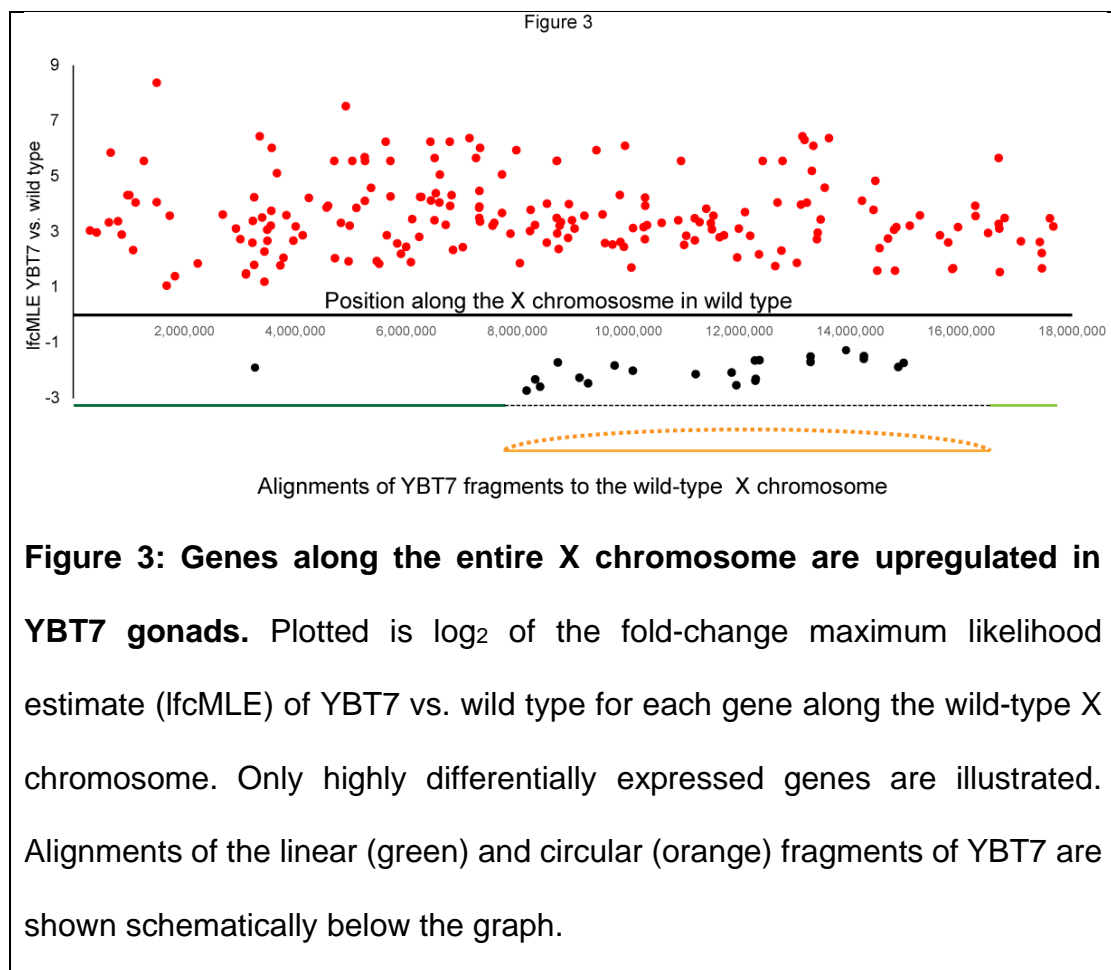 Figure 3
9
7
5
3
1
-1
-3
lfcMLE YBT7 vs. wild type
Position along the X chromososme in wild type
2,000,000 4,000,000 6,000,000 8,000,000 10,000,000 12,000,000 14,000,000 16,000,000 18,000,000
Alignments of YBT7 fragments to the wild-type X chromosome
Figure 3: Genes along the entire X chromosome are upregulated in
YBT7 gonads. Plotted is log2 of the fold-change maximum likelihood
estimate (lfcMLE) of YBT7 vs. wild type for each gene along the wild-type X
chromosome. Only highly differentially expressed genes are illustrated.
Alignments of the linear (green) and circular (orange) fragments of YBT7 are
shown schematically below the graph.